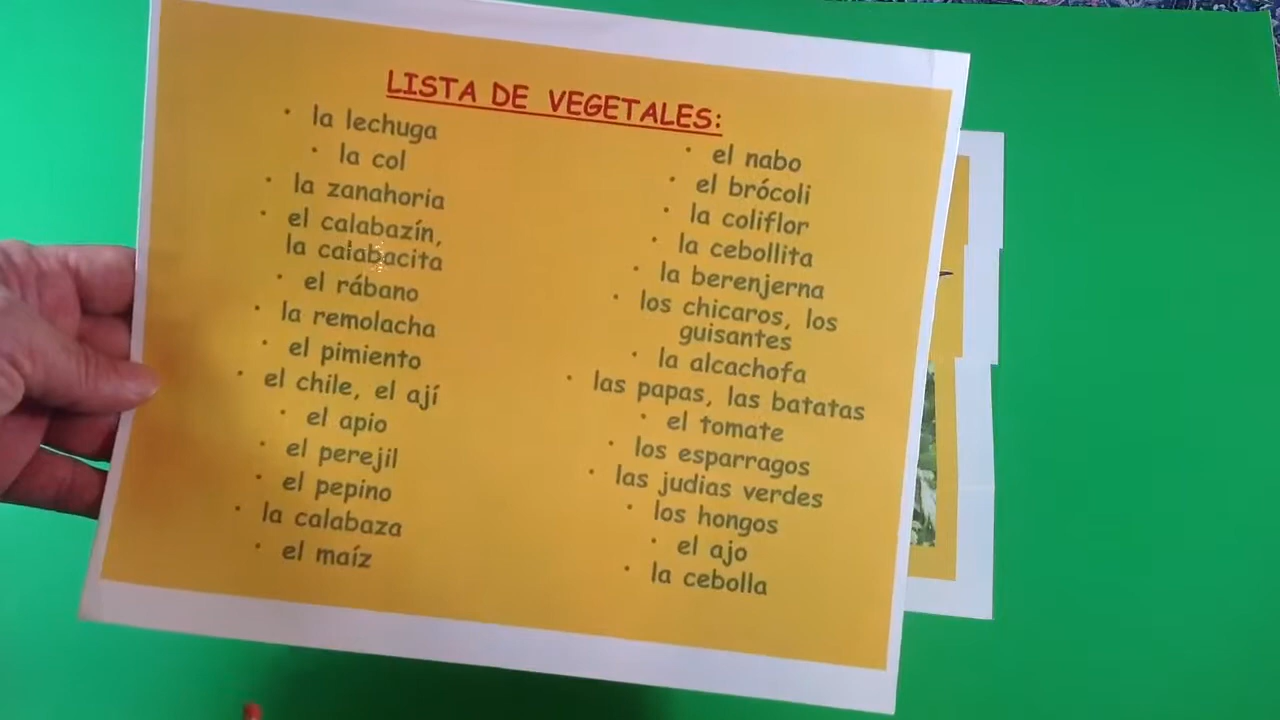 LISTA DE VEGETALES:
· la lechuga
· la col
· la zanahoria
· el calabazín,
la calabacita
· el rábano
· la remolacha
· el pimiento
· el chile, el ají
· el apio
· el perejil
· el pepino
· la calabaza
· el maíz
· el nabo
· el brócoli
· la coliflor
· la cebollita
· la berenjerna
· los chicaros, los
guisantes
· la alcachofa
· las papas, las batatas
· el tomate
· los esparragos
· las judias verdes
· los hongos
· el ajo
· la cebolla